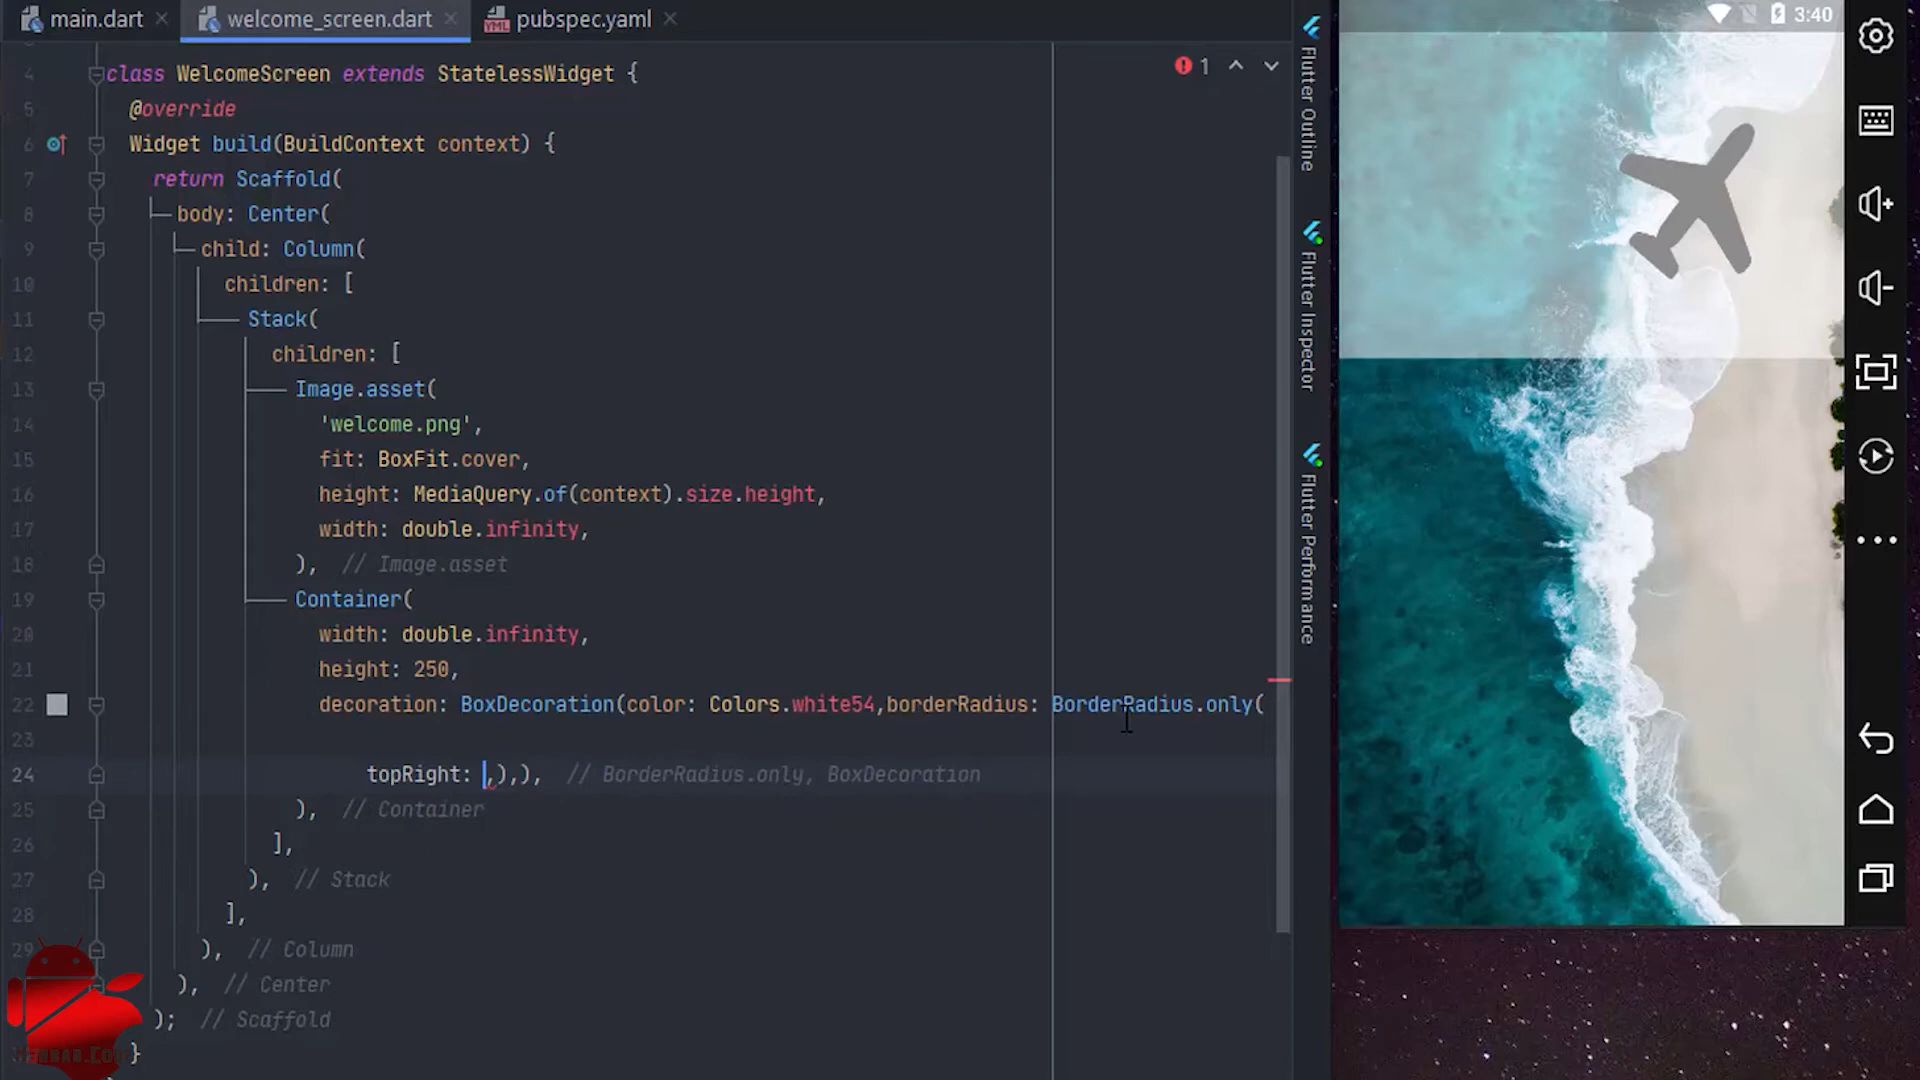 main.dart
welcome_screen.dart
pubspec.yaml
4 class WelcomeScreen extends StatelessWidget {
5 @override
6 Widget build(BuildContext context) {
7 return Scaffold(
8 body: Center(
9 child: Column(
10 children: [
11 Stack(
12 children: [
13 Image.asset(
14 'welcome.png',
15 fit: BoxFit.cover,
16 height: MediaQuery.of(context).size.height,
17 width: double.infinity,
18 ), // Image.asset
19 Container(
20 width: double.infinity,
21 height: 250,
22 decoration: BoxDecoration(color: Colors.white54,borderRadius: BorderRadius.only(
23
24 topRight: ,),), // BorderRadius.only, BoxDecoration
25 ), // Container
26 ],
27 ), // Stack
28 ],
29 ), // Column
), // Center
); // Scaffold
}
1
Flutter Outline
Flutter Inspector
Flutter Performance
3:40